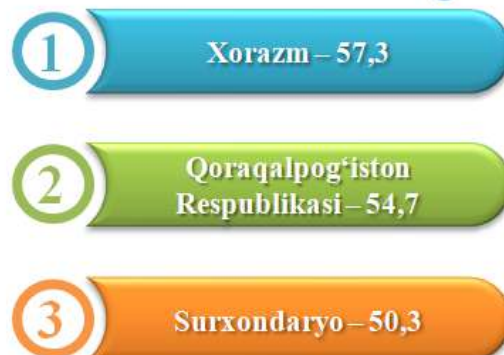 1
Xorazm – 57,3
2
Qoraqalpog‘iston
Respublikasi – 54,7
3
Surxondaryo – 50,3